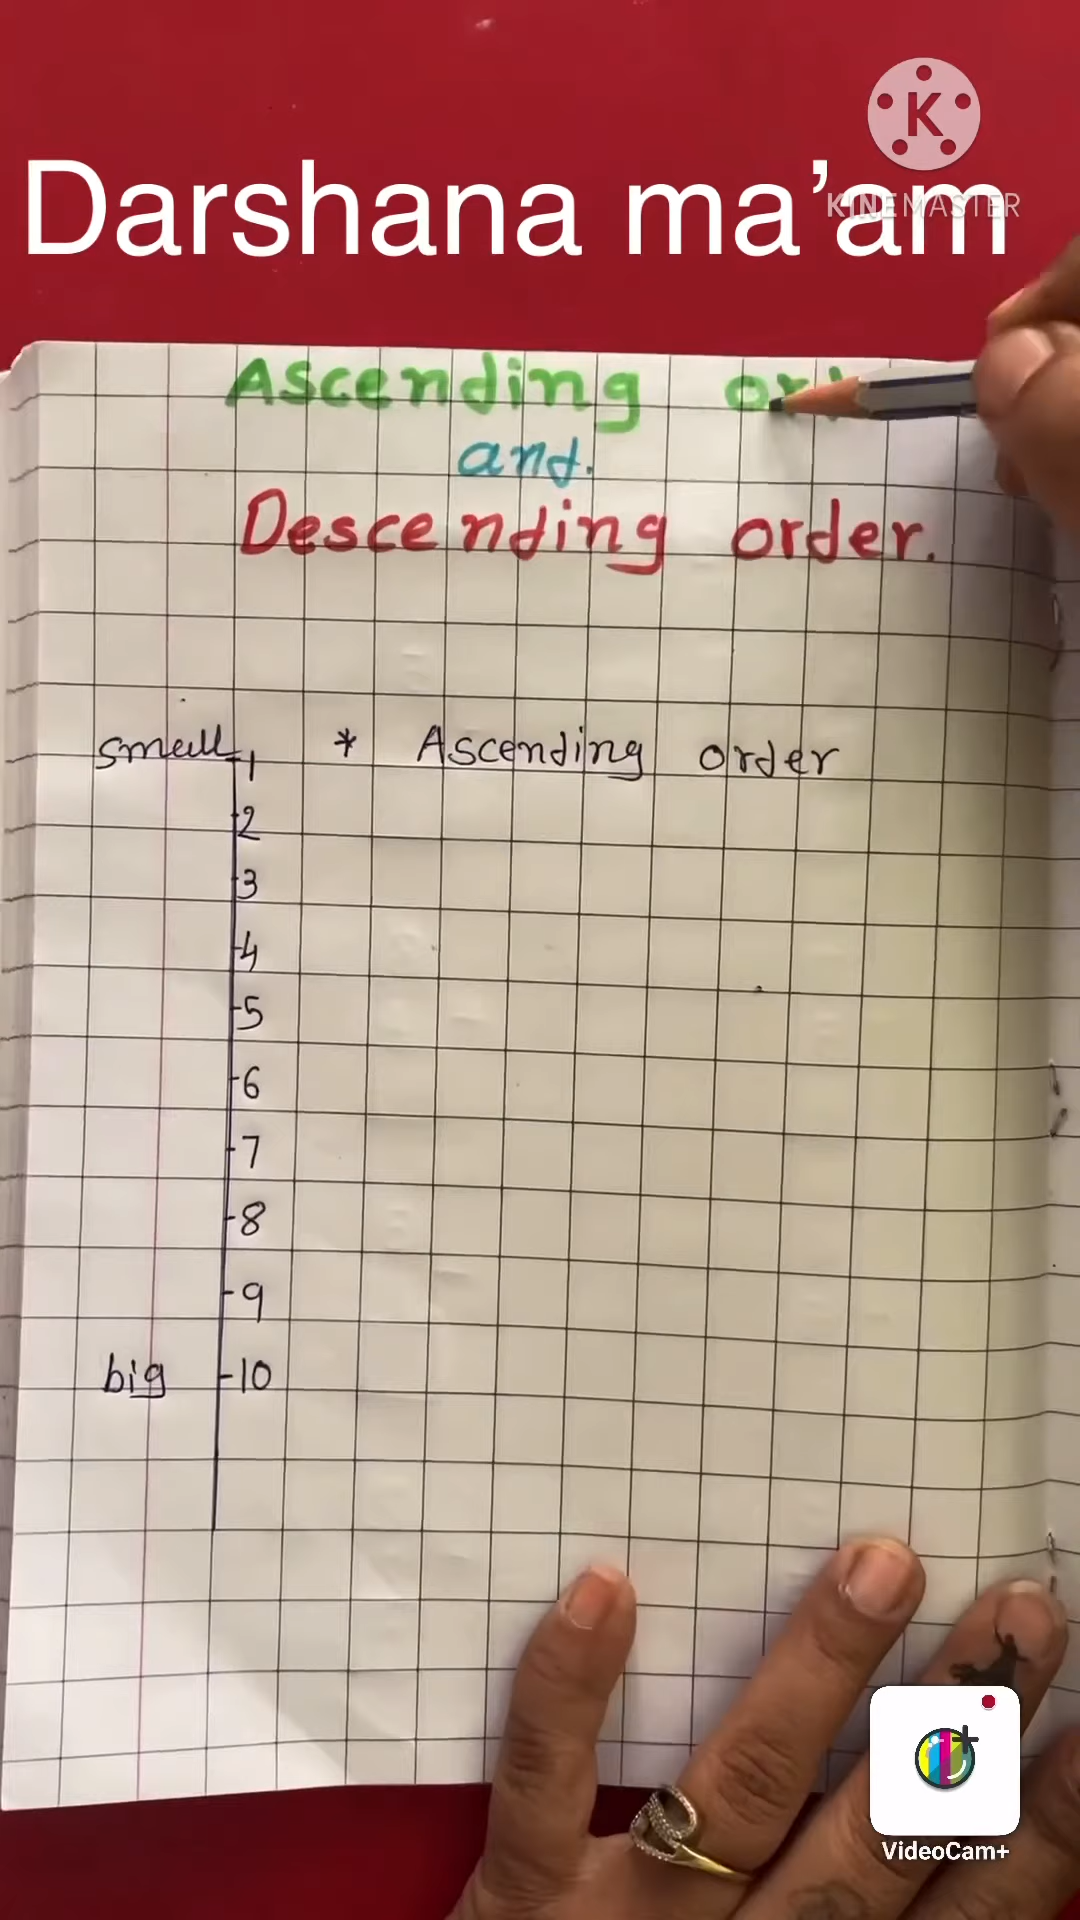 KINEMASTER
Darshana ma’am
Ascending
and.
Descending order.
small 1 * Ascending order
2
3
4
5
6
7
8
9
big 10
VideoCam+